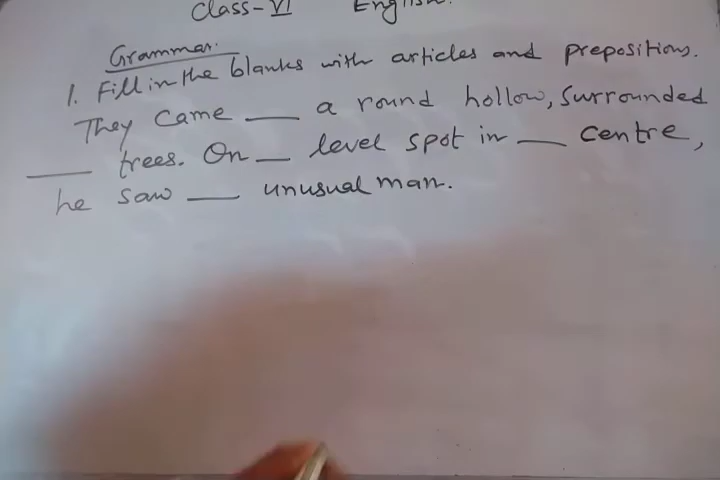 Class-VI English.
Grammar.
1. Fill in the blanks with articles and prepositions.
They came ___ a round hollow, surrounded
___ trees. On ___ level spot in ___ centre,
he saw ___ unusual man.